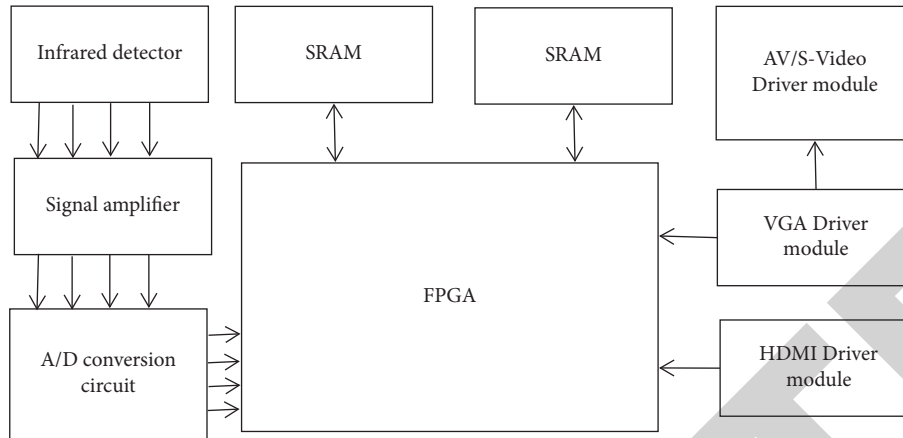 Infrared detector
SRAM
SRAM
AV/S-Video
Driver module
Signal amplifier
VGA Driver
module
FPGA
A/D conversion
circuit
HDMI Driver
module